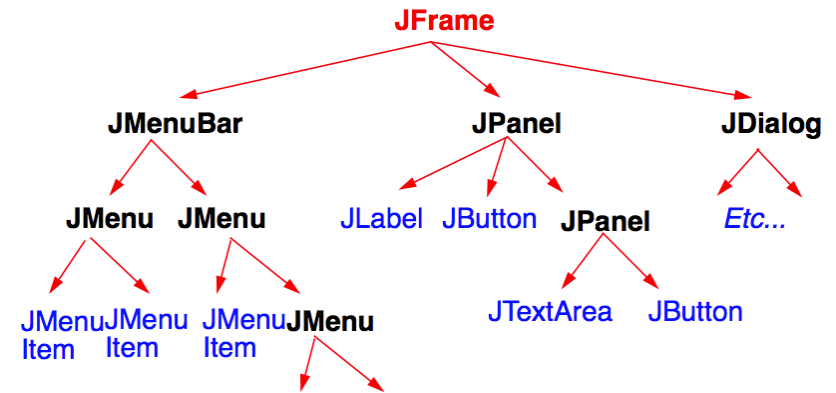 JFrame
JMenuBar JPanel JDialog
JMenu JMenu JLabel JButton JPanel Etc...
JMenu JMenu JMenu JMenu JTextArea JButton
Item Item Item